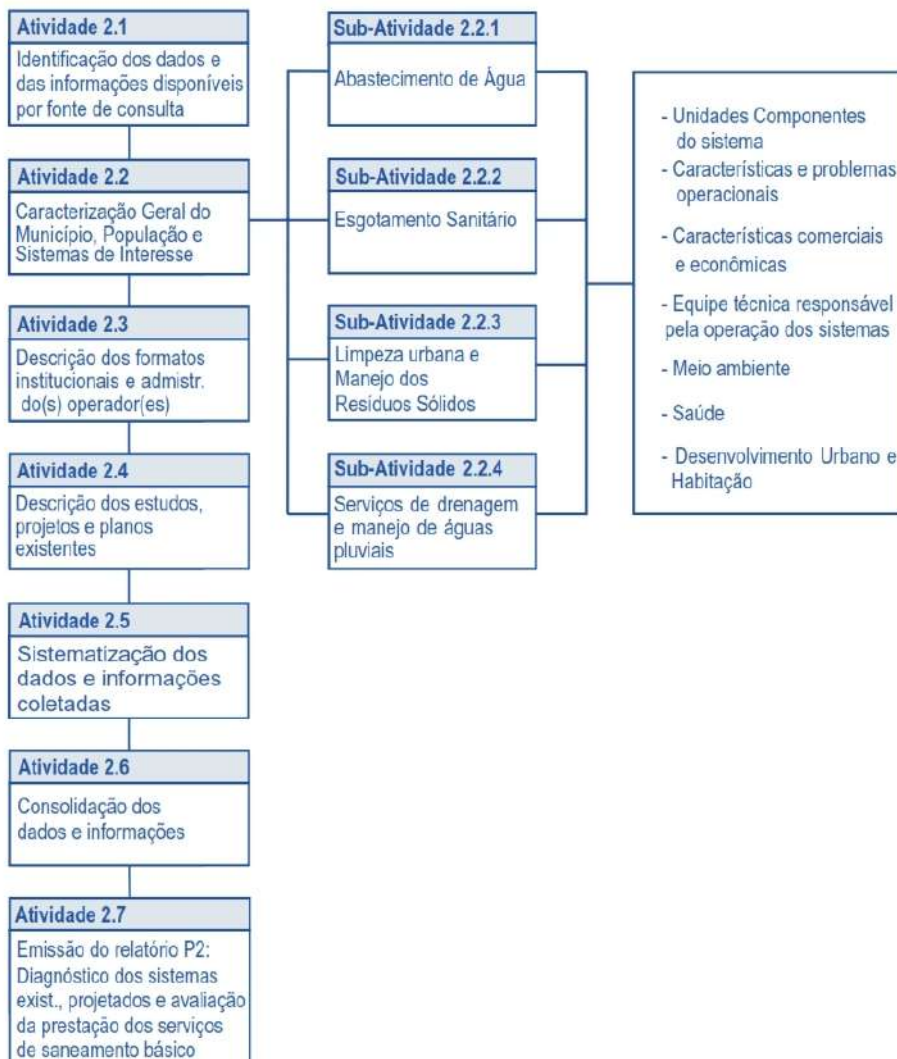 Atividade 2.1
Identificação dos dados e
das informações disponíveis
por fonte de consulta
Atividade 2.2
Caracterização Geral do
Município, População e
Sistemas de Interesse
Atividade 2.3
Descrição dos formatos
institucionais e admistr.
do(s) operador(es)
Atividade 2.4
Descrição dos estudos,
projetos e planos
existentes
Atividade 2.5
Sistematização dos
dados e informações
coletadas
Atividade 2.6
Consolidação dos
dados e informações
Atividade 2.7
Emissão do relatório P2:
Diagnóstico dos sistemas
exist., projetados e avaliação
da prestação dos serviços
de saneamento básico
Sub-Atividade 2.2.1
Abastecimento de Água
Sub-Atividade 2.2.2
Esgotamento Sanitário
Sub-Atividade 2.2.3
Limpeza urbana e
Manejo dos
Resíduos Sólidos
Sub-Atividade 2.2.4
Serviços de drenagem
e manejo de águas
pluviais
- Unidades Componentes
do sistema
- Características e problemas
operacionais
- Características comerciais
e econômicas
- Equipe técnica responsável
pela operação dos sistemas
- Meio ambiente
- Saúde
- Desenvolvimento Urbano e
Habitação